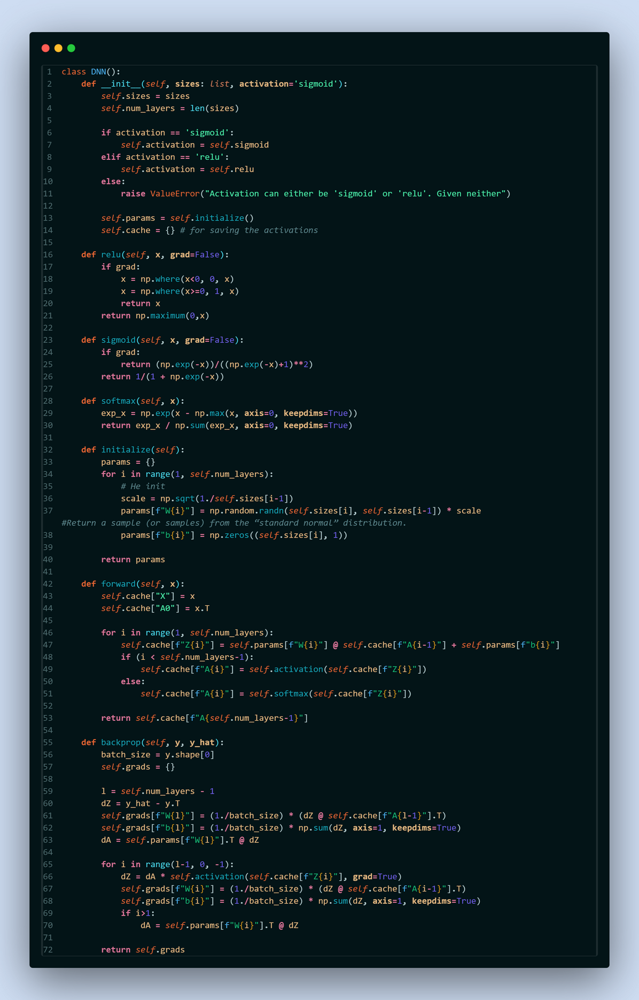 1 class DNN():
2     def __init__(self, sizes: list, activation='sigmoid'):
3         self.sizes = sizes
4         self.num_layers = len(sizes)
5
6         if activation == 'sigmoid':
7             self.activation = self.sigmoid
8         elif activation == 'relu':
9             self.activation = self.relu
10         else:
11             raise ValueError("Activation can either be 'sigmoid' or 'relu'. Given neither")
12
13         self.params = self.initialize()
14         self.cache = {} # for saving the activations
15
16     def relu(self, x, grad=False):
17         if grad:
18             x = np.where(x<0, 0, x)
19             x = np.where(x>=0, 1, x)
20             return x
21         return np.maximum(0,x)
22
23     def sigmoid(self, x, grad=False):
24         if grad:
25             return (np.exp(-x))/((np.exp(-x)+1)**2)
26         return 1/(1 + np.exp(-x))
27
28     def softmax(self, x):
29         exp_x = np.exp(x - np.max(x, axis=0, keepdims=True))
30         return exp_x / np.sum(exp_x, axis=0, keepdims=True)
31
32     def initialize(self):
33         params = {}
34         for i in range(1, self.num_layers):
35             # He init
36             scale = np.sqrt(1./self.sizes[i-1])
37             params[f"W{i}"] = np.random.randn(self.sizes[i], self.sizes[i-1]) * scale
#Return a sample (or samples) from the “standard normal” distribution.
38             params[f"b{i}"] = np.zeros((self.sizes[i], 1))
39
40         return params
41
42     def forward(self, x):
43         self.cache["X"] = x
44         self.cache["A0"] = x.T
45
46         for i in range(1, self.num_layers):
47             self.cache[f"Z{i}"] = self.params[f"W{i}"] @ self.cache[f"A{i-1}"] + self.params[f"b{i}"]
48             if (i < self.num_layers-1):
49                 self.cache[f"A{i}"] = self.activation(self.cache[f"Z{i}"])
50             else:
51                 self.cache[f"A{i}"] = self.softmax(self.cache[f"Z{i}"])
52
53         return self.cache[f"A{self.num_layers-1}"]
54
55     def backprop(self, y, y_hat):
56         batch_size = y.shape[0]
57         self.grads = {}
58
59         l = self.num_layers - 1
60         dZ = y_hat - y.T
61         self.grads[f"W{l}"] = (1./batch_size) * (dZ @ self.cache[f"A{l-1}"].T)
62         self.grads[f"b{l}"] = (1./batch_size) * np.sum(dZ, axis=1, keepdims=True)
63         dA = self.params[f"W{l}"].T @ dZ
64
65         for i in range(l-1, 0, -1):
66             dZ = dA * self.activation(self.cache[f"Z{i}"], grad=True)
67             self.grads[f"W{i}"] = (1./batch_size) * (dZ @ self.cache[f"A{i-1}"].T)
68             self.grads[f"b{i}"] = (1./batch_size) * np.sum(dZ, axis=1, keepdims=True)
69             if i>1:
70                 dA = self.params[f"W{i}"].T @ dZ
71
72         return self.grads